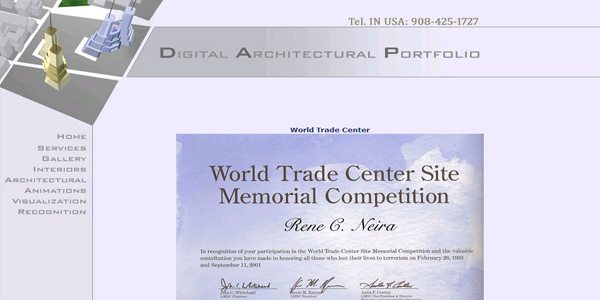 Tel. IN USA: 908-425-1727
Digital Architectural Portfolio
Home
Services
Gallery
Interiors
Architectural
Animations
Visualization
Recognition
World Trade Center
World Trade Center Site
Memorial Competition
Rene C. Neira
In recognition of your participation in the World Trade Center Site Memorial Competition and the valuable
contribution you have made to honoring all those who lost their lives to terrorism on February 26, 1993
and September 11, 2001